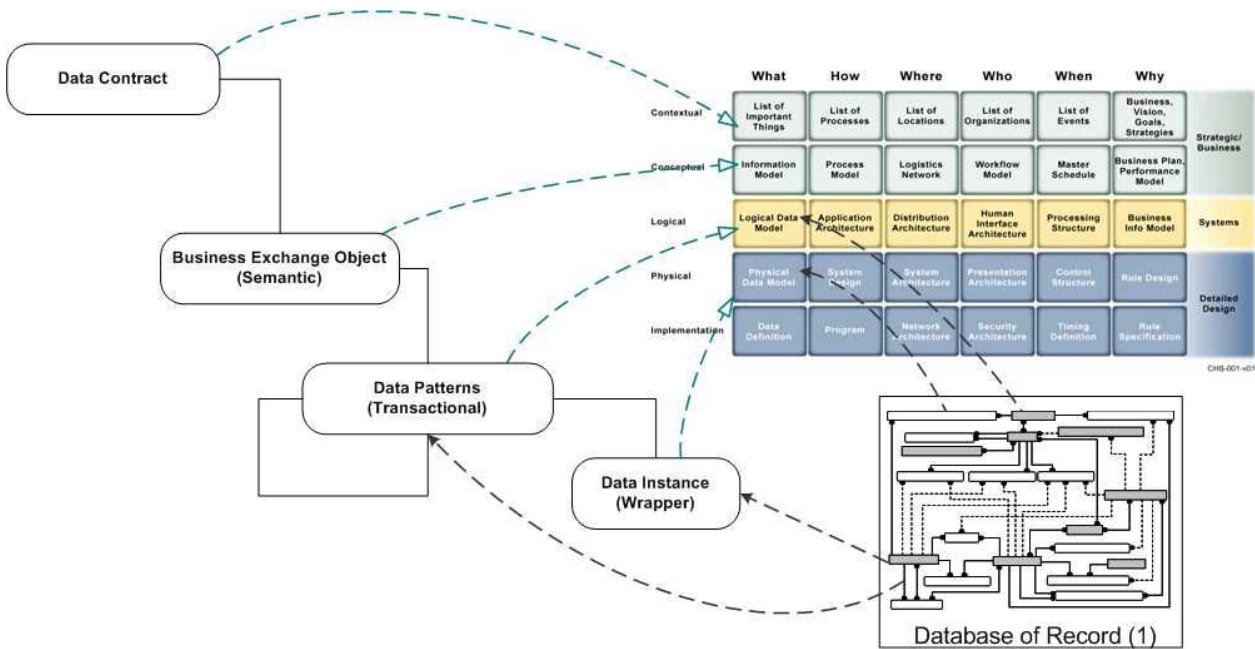 Data Contract
Business Exchange Object
(Semantic)
Data Patterns
(Transactional)
Data Instance
(Wrapper)
What How Where Who When Why
Contextual
List of
Important
Things
List of
Processes
List of
Locations
List of
Organizations
List of
Events
Business,
Vision,
Goals,
Strategies
Strategic/
Business
Conceptual
Information
Model
Process
Model
Logistics
Network
Workflow
Model
Master
Schedule
Business Plan,
Performance
Model
Logical
Logical Data
Model
Application
Architecture
Distribution
Architecture
Human
Interface
Architecture
Processing
Structure
Business
Info Model
Systems
Physical
Physical
Data Model
System
Design
System
Architecture
Presentation
Architecture
Control
Structure
Rule Design
Detailed
Design
Implementation
Data
Definition
Program
Network
Architecture
Security
Architecture
Timing
Definition
Rule
Specification
CHS-001-v01
Database of Record (1)